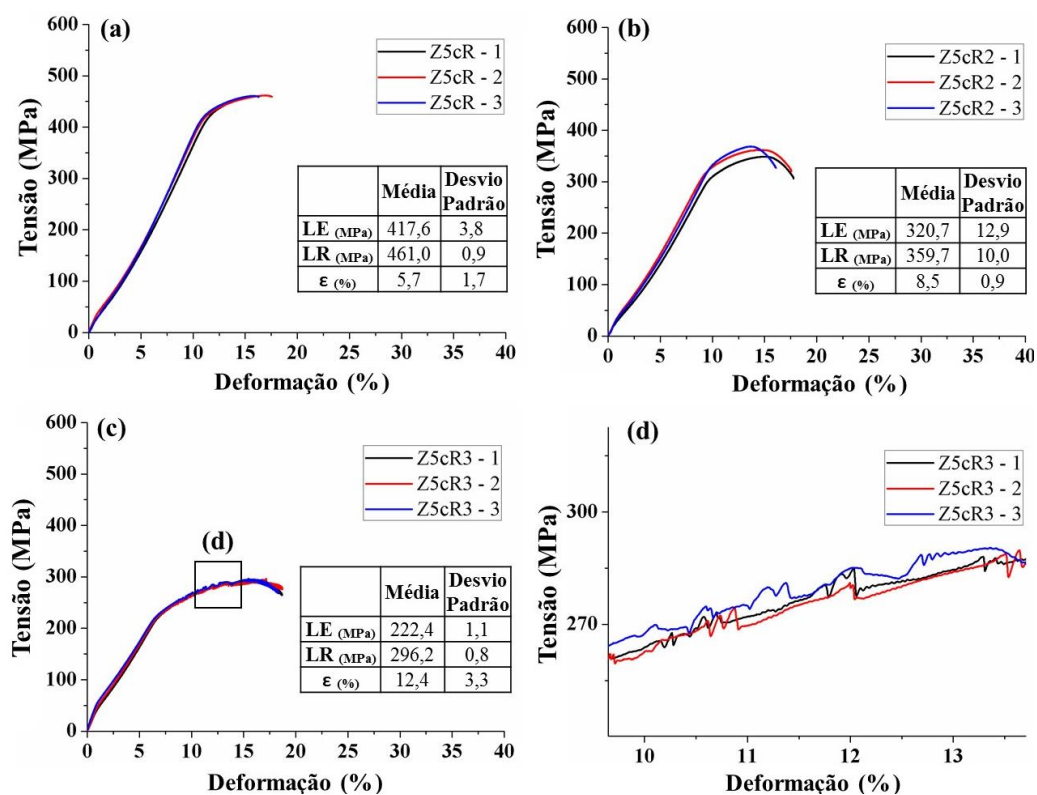 (a)
Z5cR - 1
Z5cR - 2
Z5cR - 3
600
500
400
300
200
100
0
Tensão (MPa)
Média Desvio Padrão
LE (MPa) 417,6 3,8
LR (MPa) 461,0 0,9
ε (%) 5,7 1,7
0 5 10 15 20 25 30 35 40
Deformação (%)
(b)
Z5cR2 - 1
Z5cR2 - 2
Z5cR2 - 3
600
500
400
300
200
100
0
Tensão (MPa)
Média Desvio Padrão
LE (MPa) 320,7 12,9
LR (MPa) 359,7 10,0
ε (%) 8,5 0,9
0 5 10 15 20 25 30 35 40
Deformação (%)
(c)
Z5cR3 - 1
Z5cR3 - 2
Z5cR3 - 3
(d)
600
500
400
300
200
100
0
Tensão (MPa)
Média Desvio Padrão
LE (MPa) 222,4 1,1
LR (MPa) 296,2 0,8
ε (%) 12,4 3,3
0 5 10 15 20 25 30 35 40
Deformação (%)
(d)
Z5cR3 - 1
Z5cR3 - 2
Z5cR3 - 3
300
270
Tensão (MPa)
10 11 12 13
Deformação (%)